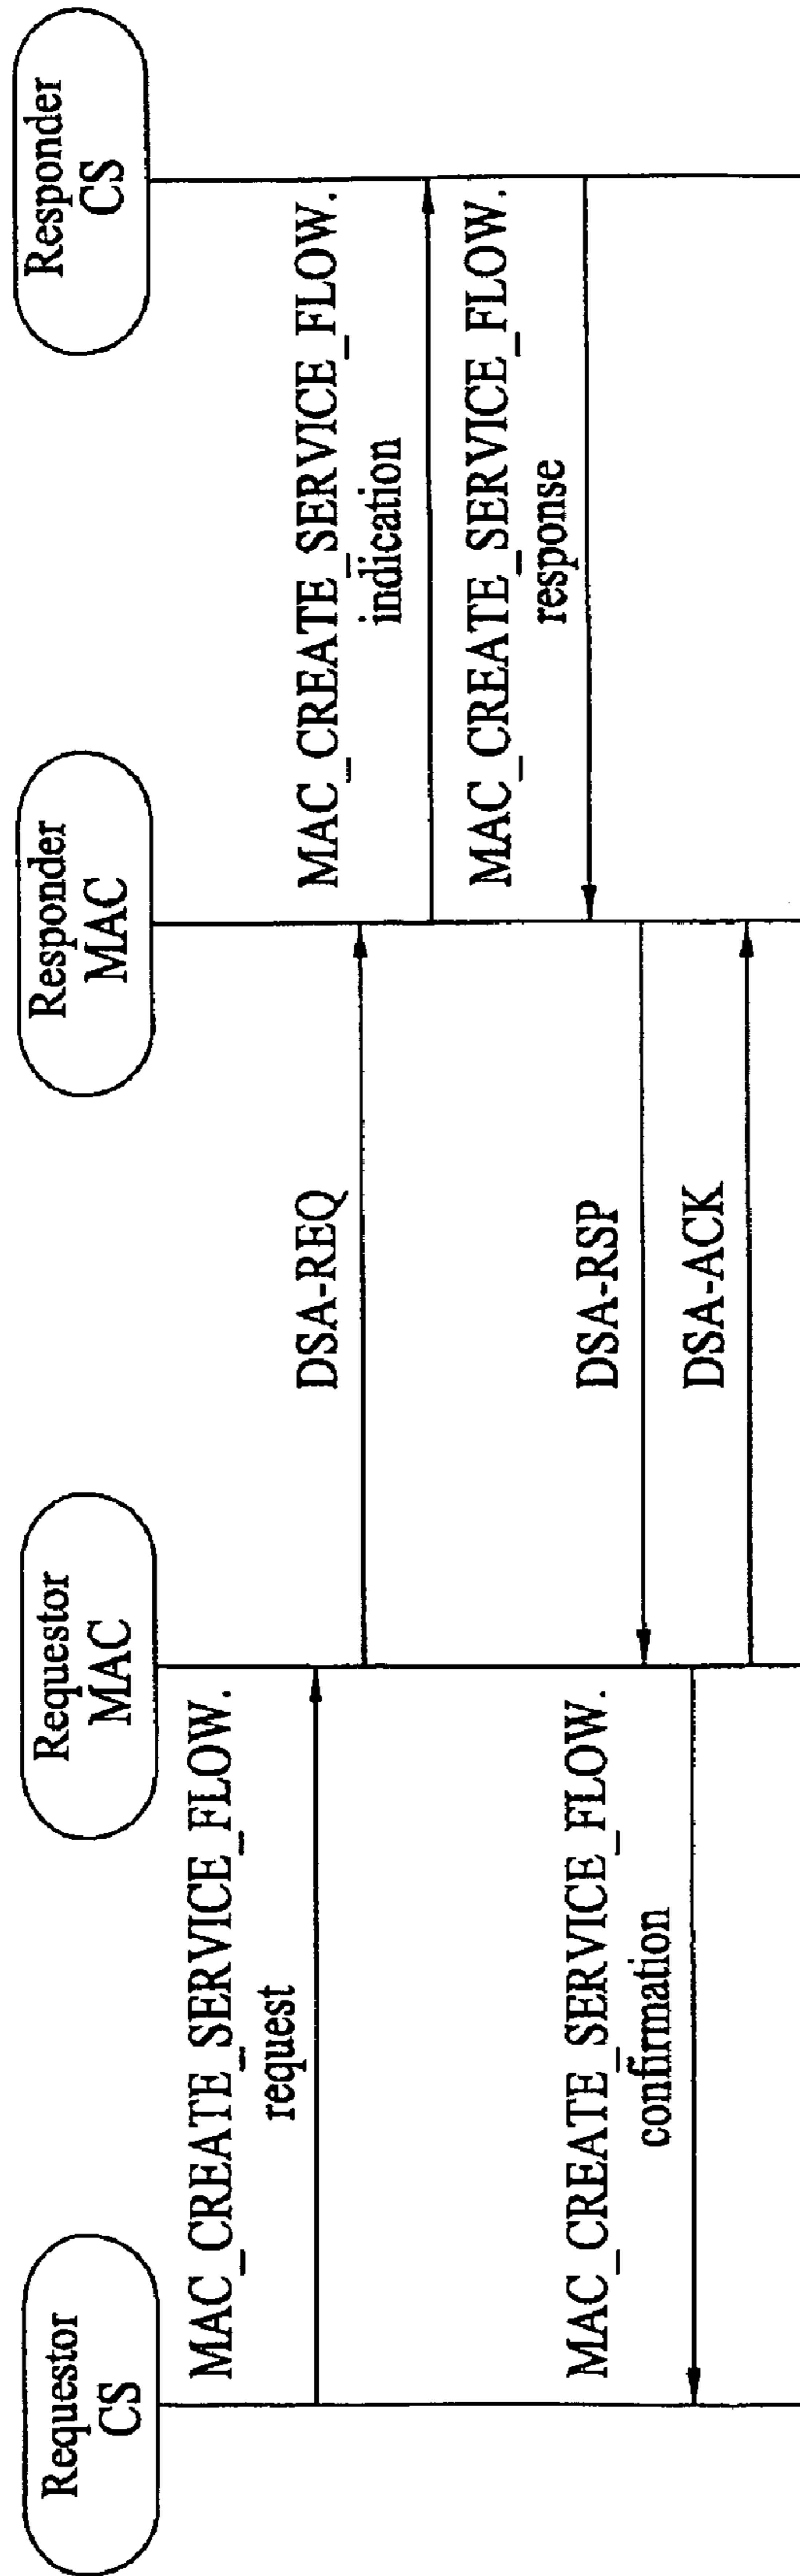 Requestor
CS
Requestor
MAC
Responder
MAC
Responder
CS
MAC_CREATE_SERVICE_FLOW.
request
DSA-REQ
MAC_CREATE_SERVICE_FLOW.
indication
MAC_CREATE_SERVICE_FLOW.
response
DSA-RSP
MAC_CREATE_SERVICE_FLOW.
confirmation
DSA-ACK